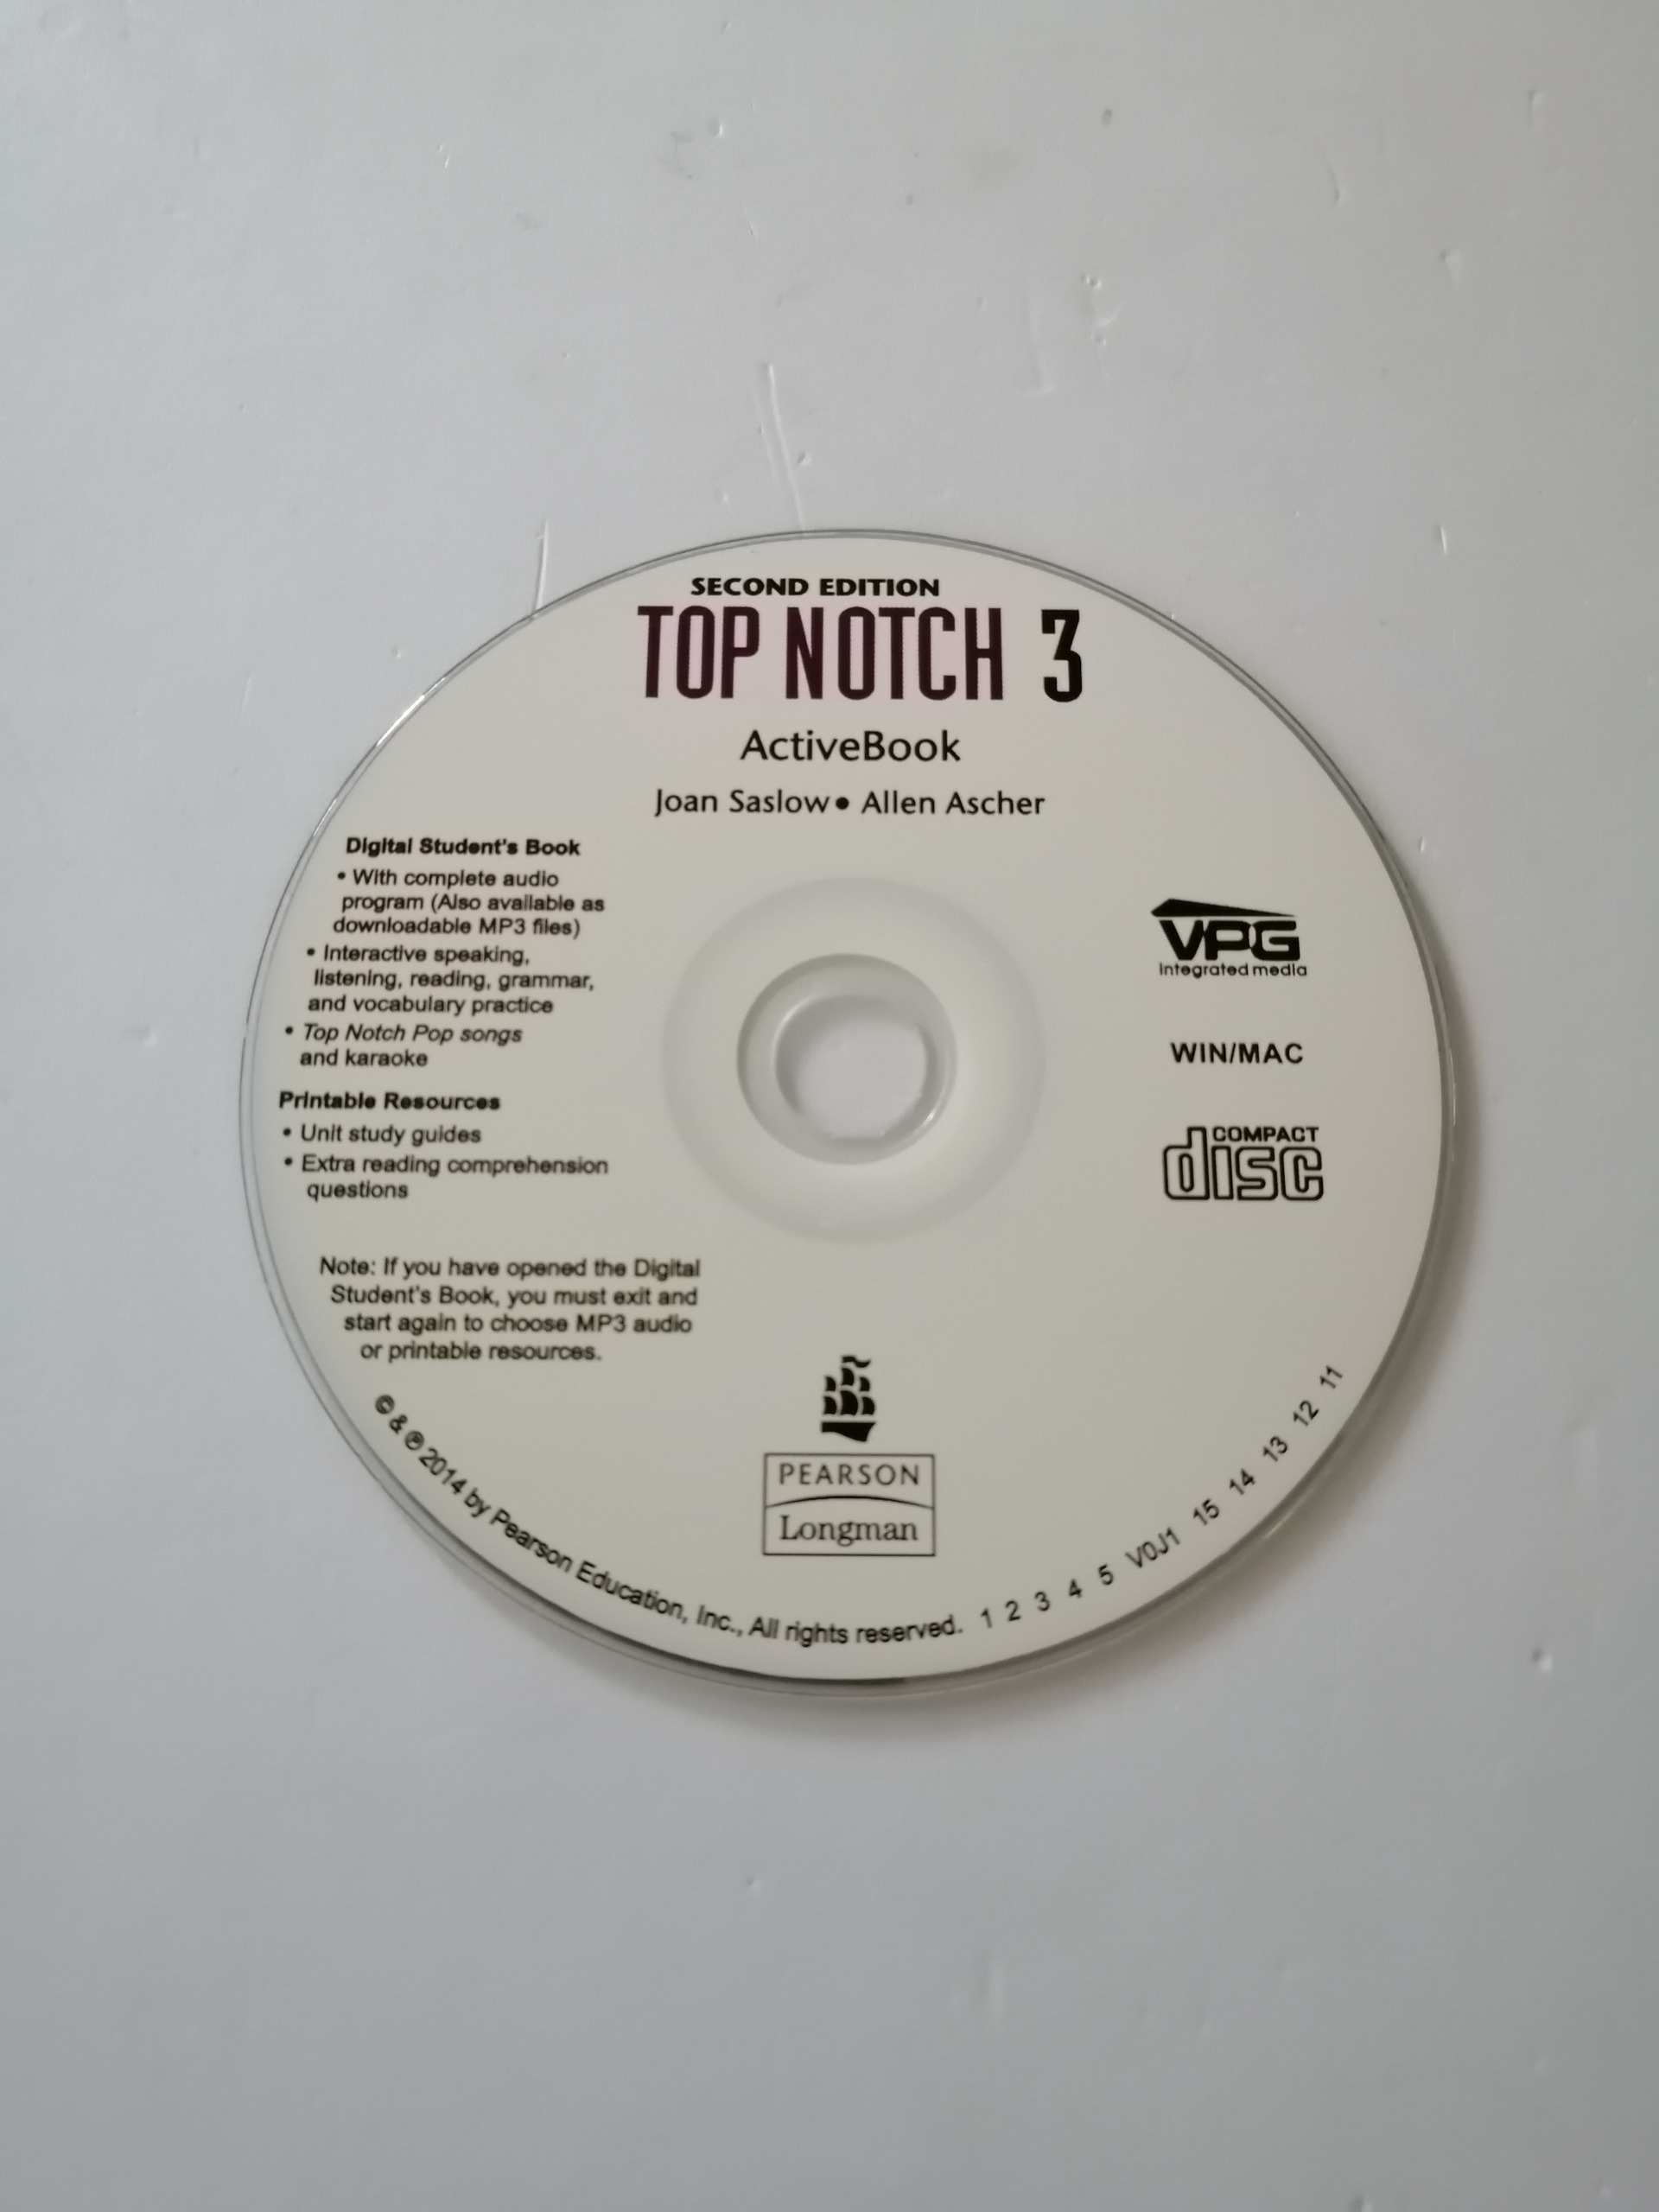 SECOND EDITION
TOP NOTCH 3
ActiveBook
Joan Saslow • Allen Ascher
Digital Student's Book
• With complete audio
program (Also available as
downloadable MP3 files)
• Interactive speaking,
listening, reading, grammar,
and vocabulary practice
• Top Notch Pop songs
and karaoke
Printable Resources
• Unit study guides
• Extra reading comprehension
questions
Note: If you have opened the Digital
Student's Book, you must exit and
start again to choose MP3 audio
or printable resources.
VPG
Integrated media
WIN/MAC
COMPACT
disc
PEARSON
Longman
© & ℗ 2014 by Pearson Education, Inc., All rights reserved. 1 2 3 4 5 V0J1 15 14 13 12 11